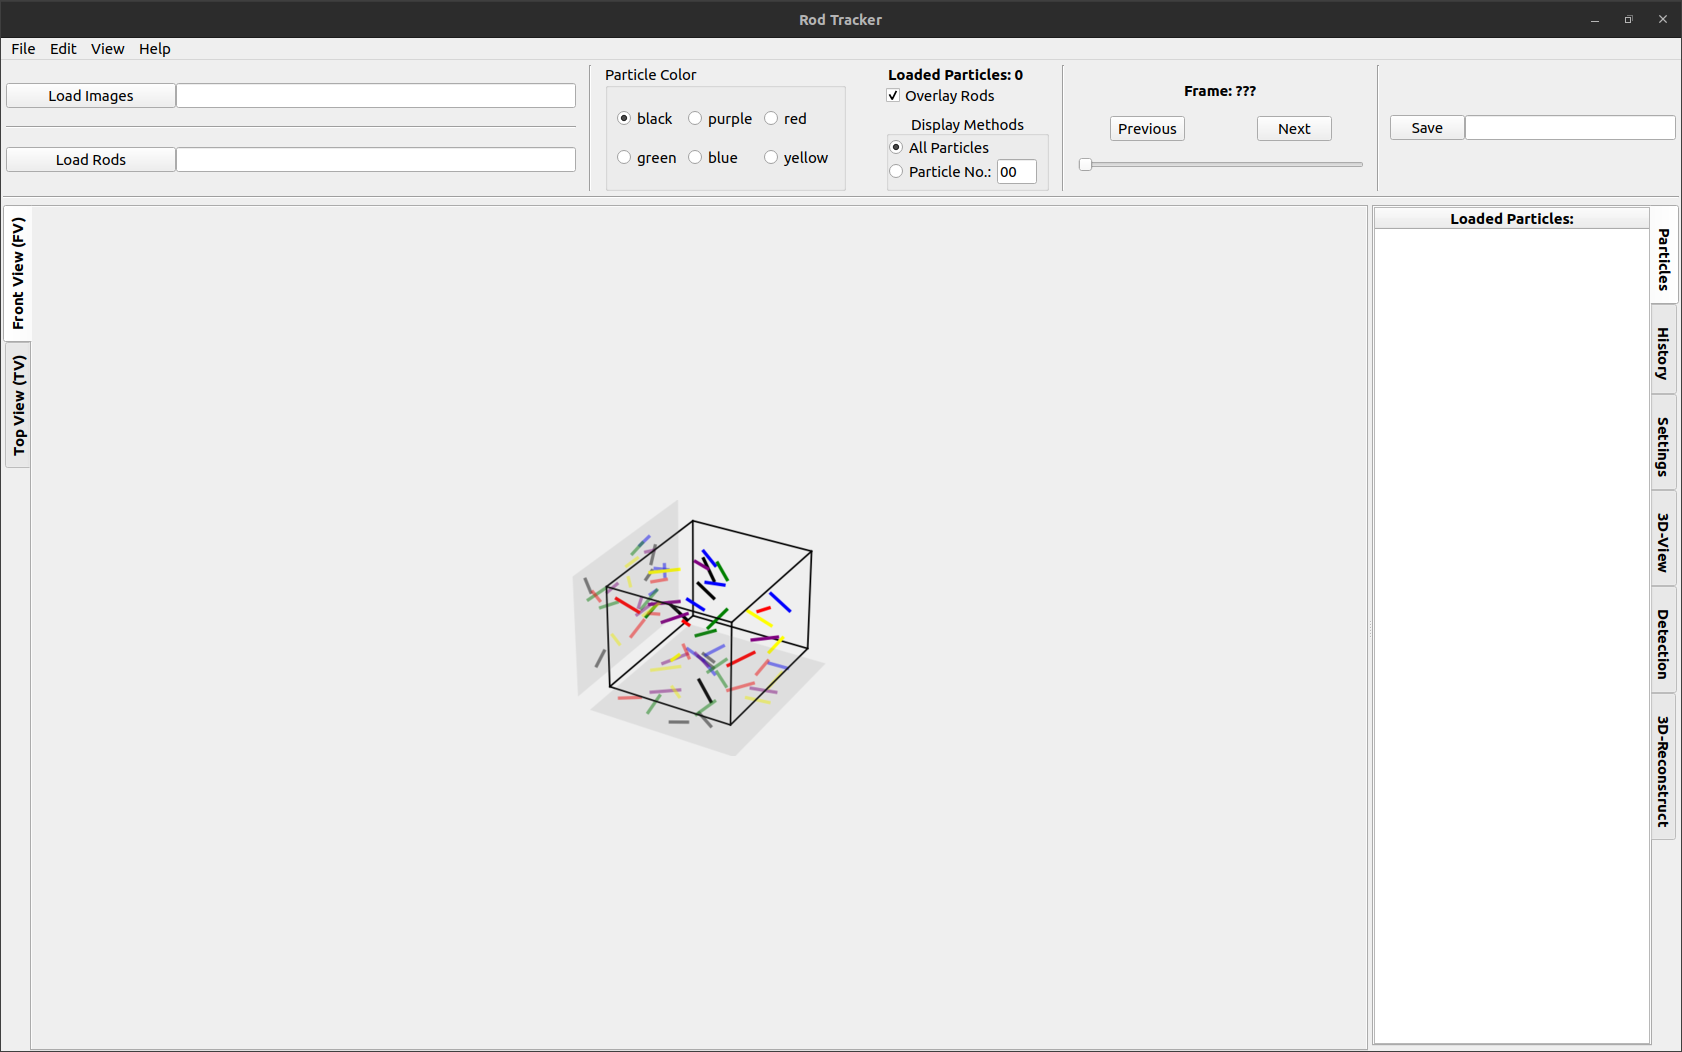 Rod Tracker
File Edit View Help
Load Images
Load Rods
Particle Color
black purple red
green blue yellow
Loaded Particles: 0
Overlay Rods
Display Methods
All Particles
Particle No.: 00
Frame: ???
Previous Next
Save
Front View (FV)
Top View (TV)
Loaded Particles:
Particles
History
Settings
3D-View
Detection
3D-Reconstruct